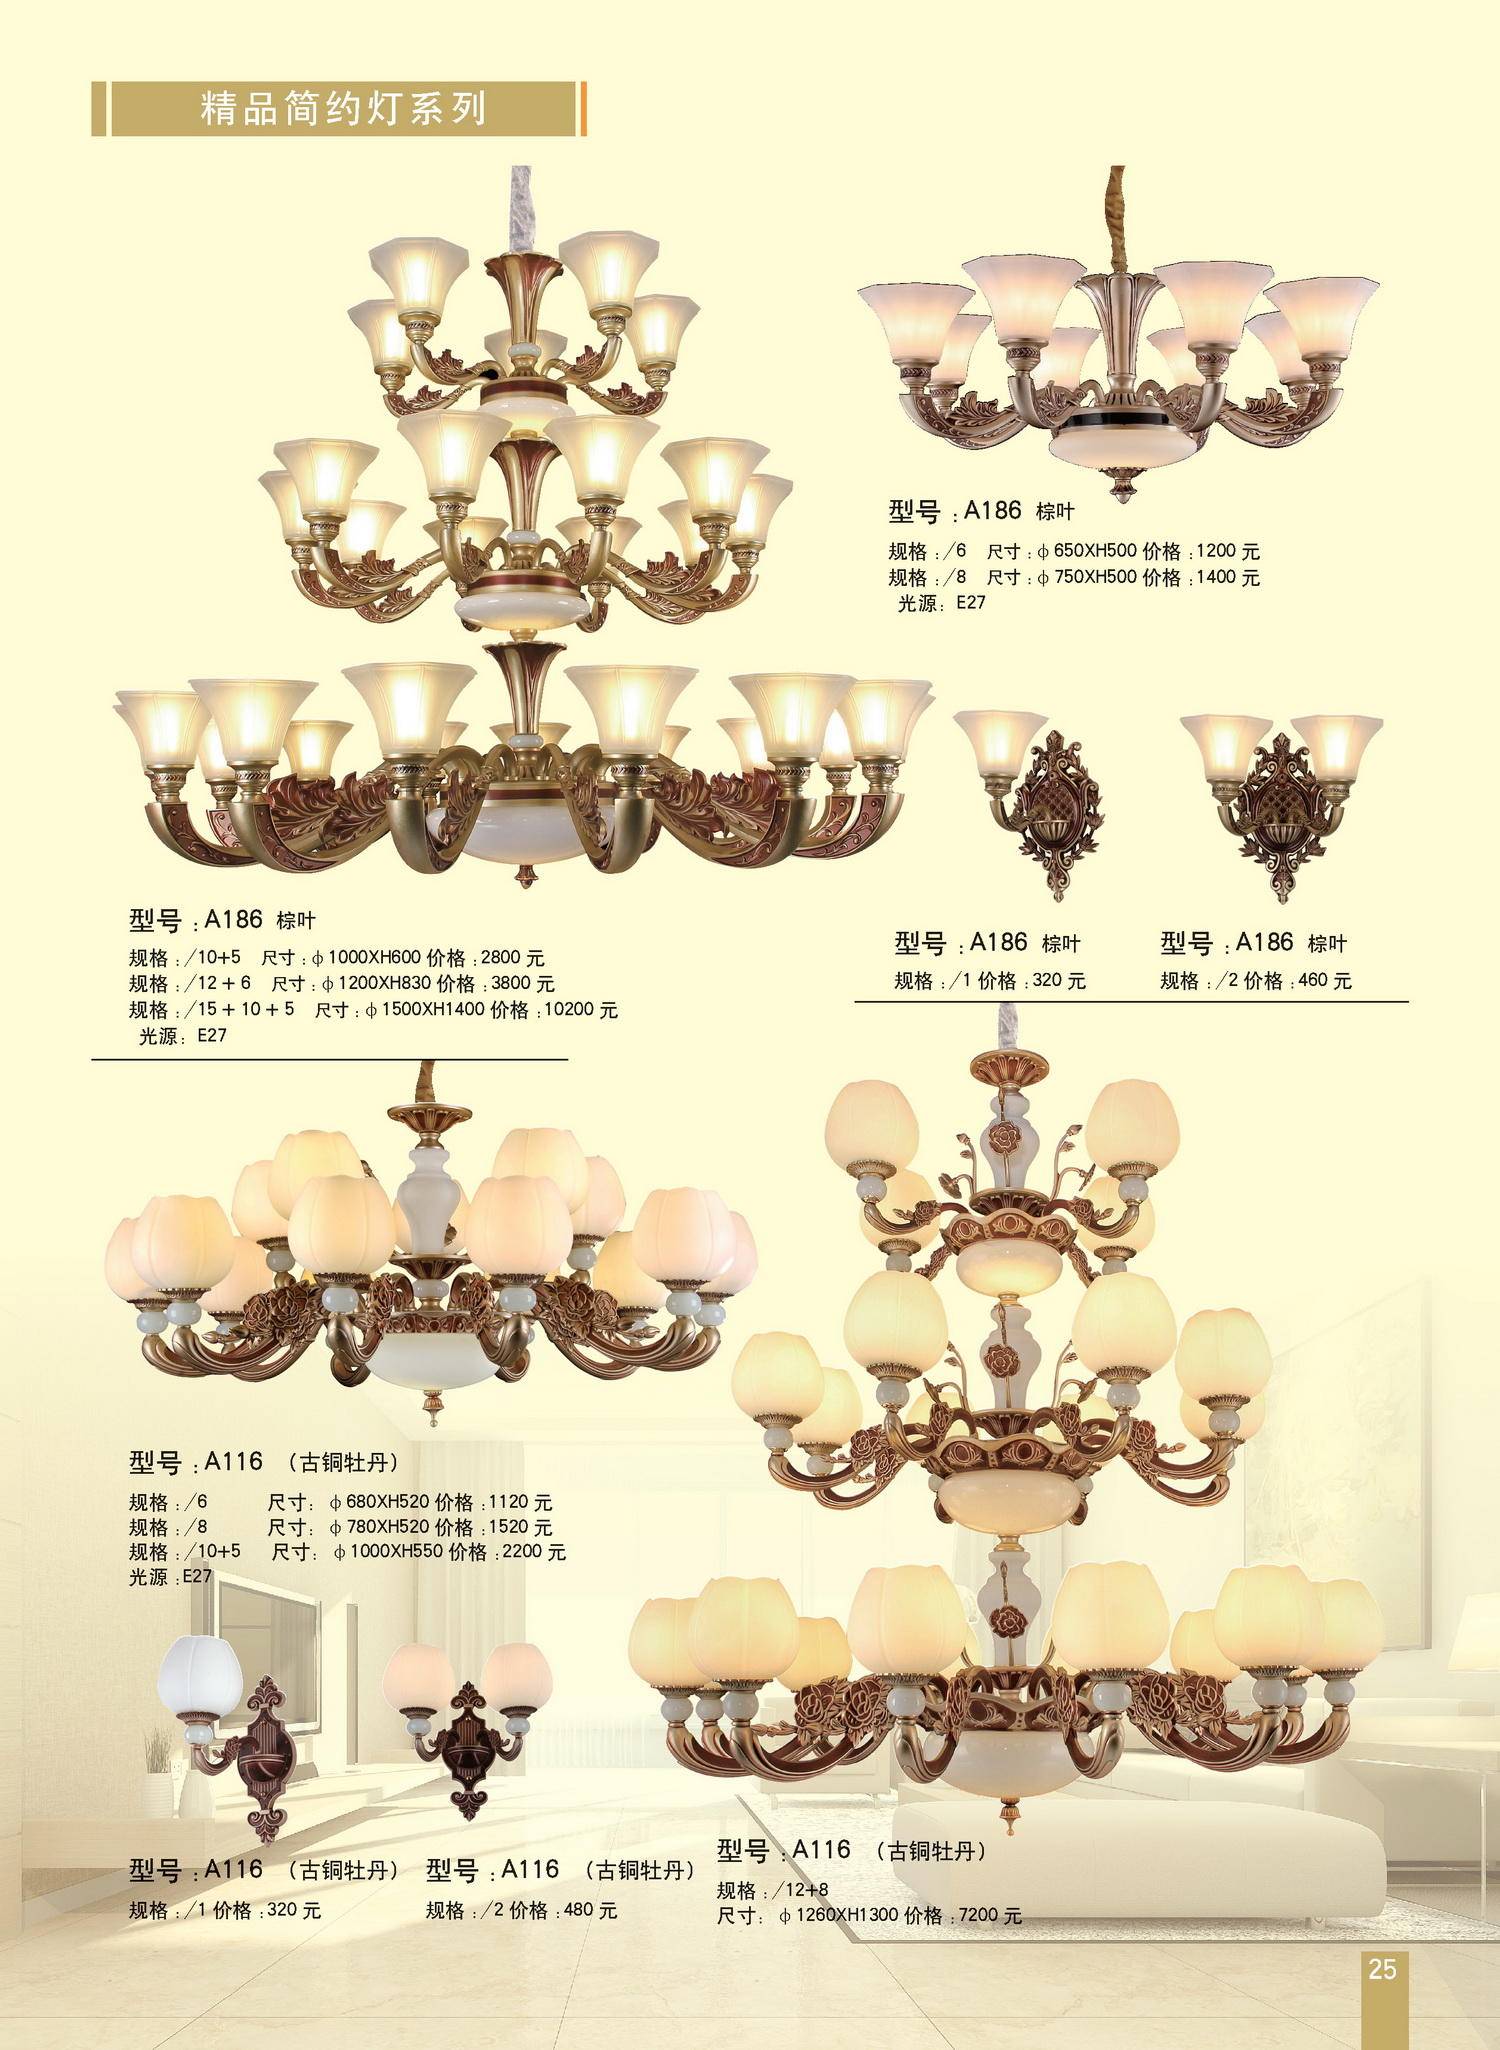 精品简约灯系列
型号：A186 棕叶
规格：/6 尺寸：φ650XH500 价格：1200 元
规格：/8 尺寸：φ750XH500 价格：1400 元
光源：E27
型号：A186 棕叶
规格：/10+5 尺寸：φ1000XH600 价格：2800 元
规格：/12 + 6 尺寸：φ1200XH830 价格：3800 元
规格：/15 + 10 + 5 尺寸：φ1500XH1400 价格：10200 元
光源：E27
型号：A186 棕叶
规格：/1 价格：320 元
型号：A186 棕叶
规格：/2 价格：460 元
型号：A116 （古铜牡丹）
规格：/6 尺寸：φ680XH520 价格：1120 元
规格：/8 尺寸：φ780XH520 价格：1520 元
规格：/10+5 尺寸：φ1000XH550 价格：2200 元
光源：E27
型号：A116 （古铜牡丹）
规格：/1 价格：320 元
型号：A116 （古铜牡丹）
规格：/2 价格：480 元
型号：A116 （古铜牡丹）
规格：/12+8
尺寸：φ1260XH1300 价格：7200 元
25